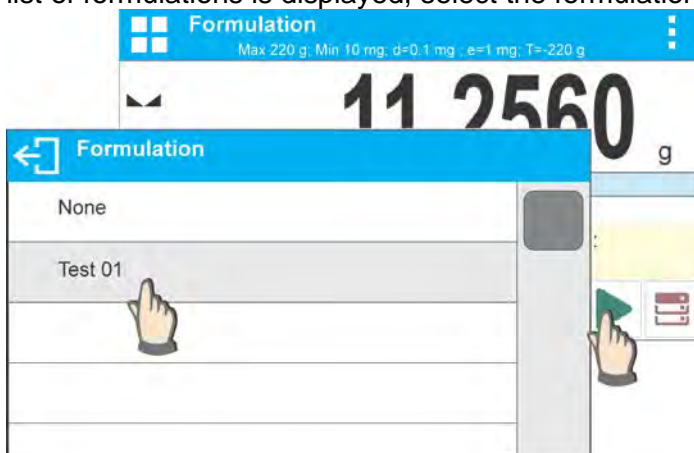 list of formulations is displayed, select the formulation
Formulation
Max 220 g; Min 10 mg; d=0.1 mg ; e=1 mg; T=-220 g
11.2560
g
Formulation
None
Test 01
: